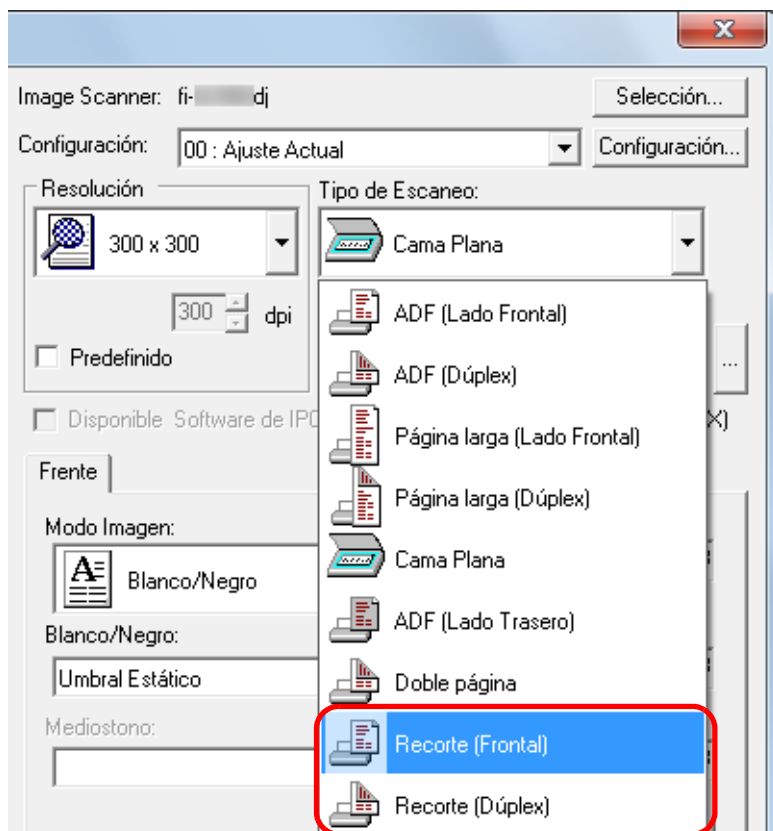 Image Scanner: fi- dj
Selección...
Configuración: 00 : Ajuste Actual
Configuración...
Resolución
Tipo de Escaneo:
300 x 300
Cama Plana
300 dpi
Predefinido
...
ADF (Lado Frontal)
ADF (Dúplex)
Página larga (Lado Frontal)
Página larga (Dúplex)
Cama Plana
ADF (Lado Trasero)
Doble página
Recorte (Frontal)
Recorte (Dúplex)
Disponible Software de IPC
X)
Frente
Modo Imagen:
Blanco/Negro
Blanco/Negro:
Umbral Estático
Mediostono: